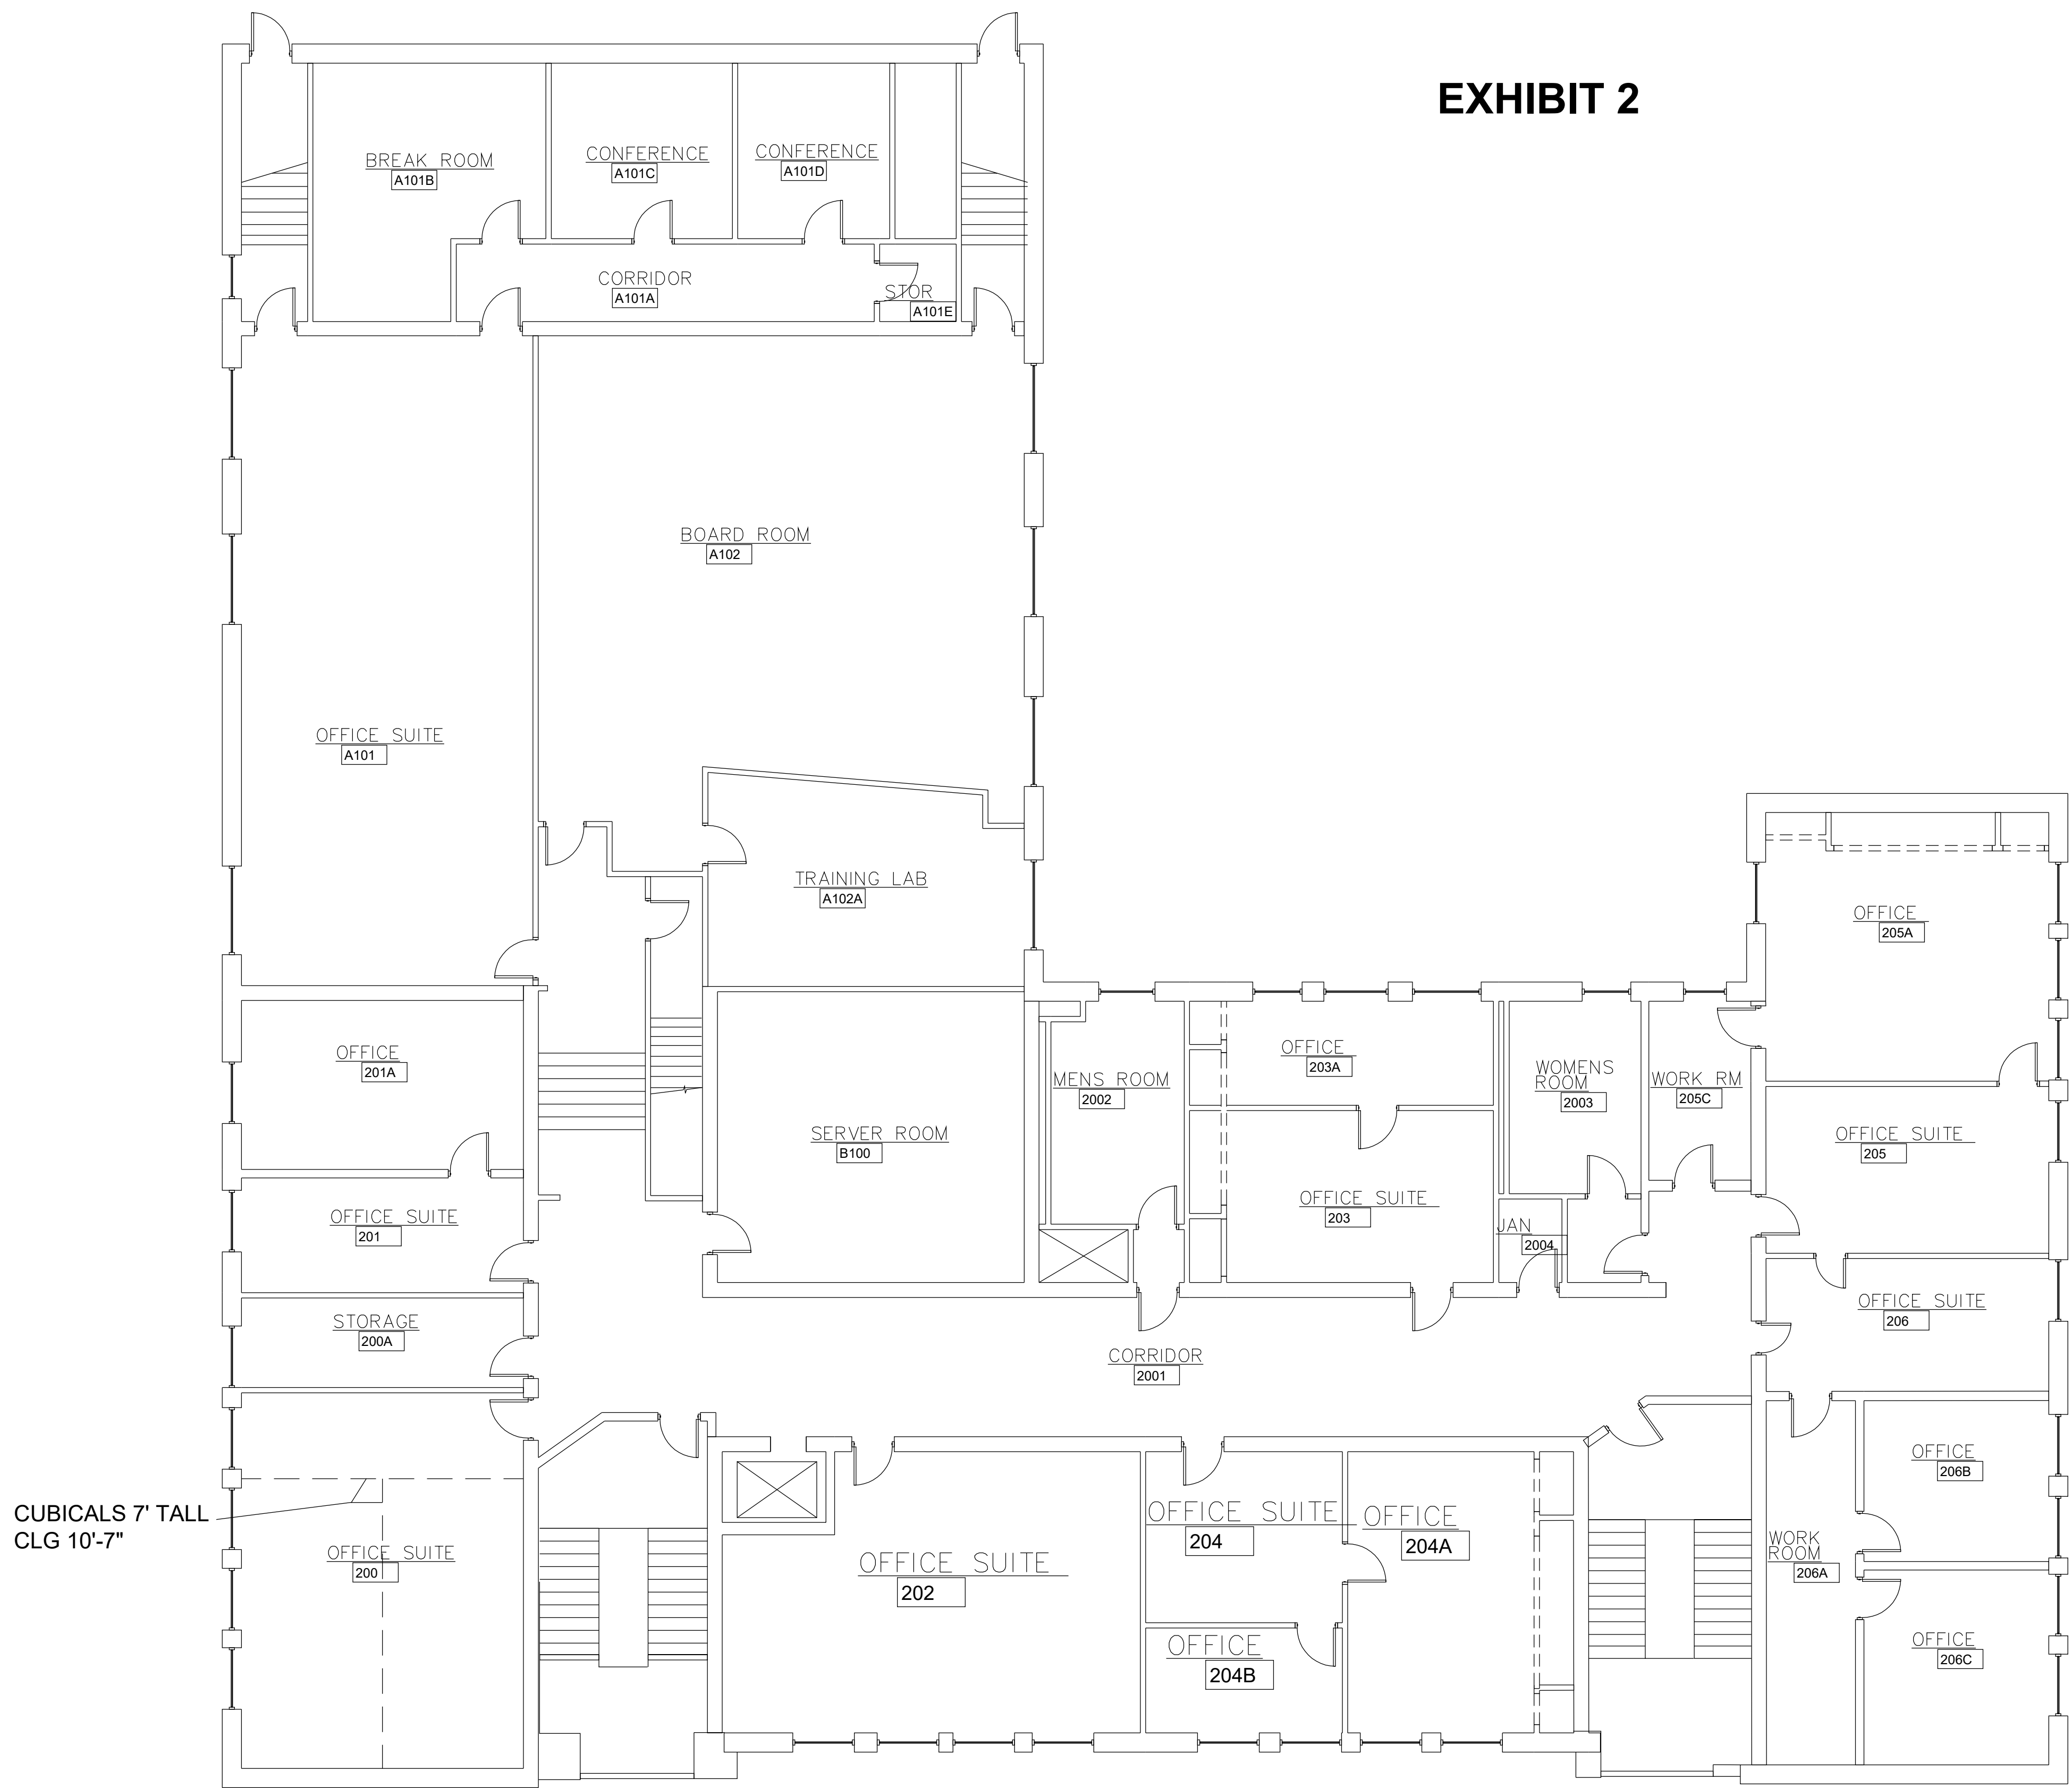 EXHIBIT 2
BREAK ROOM
A101B
CONFERENCE
A101C
CONFERENCE
A101D
CORRIDOR
A101A
STOR
A101E
BOARD ROOM
A102
OFFICE SUITE
A101
TRAINING LAB
A102A
OFFICE
205A
OFFICE
201A
OFFICE
203A
MENS ROOM
2002
WOMENS
ROOM
2003
WORK RM
205C
SERVER ROOM
B100
OFFICE SUITE
205
OFFICE SUITE
201
OFFICE SUITE
203
JAN
2004
STORAGE
200A
OFFICE SUITE
206
CORRIDOR
2001
OFFICE
206B
CUBICALS 7' TALL
CLG 10'-7"
OFFICE SUITE
200
OFFICE SUITE
202
OFFICE SUITE
204
OFFICE
204A
WORK
ROOM
206A
OFFICE
204B
OFFICE
206C